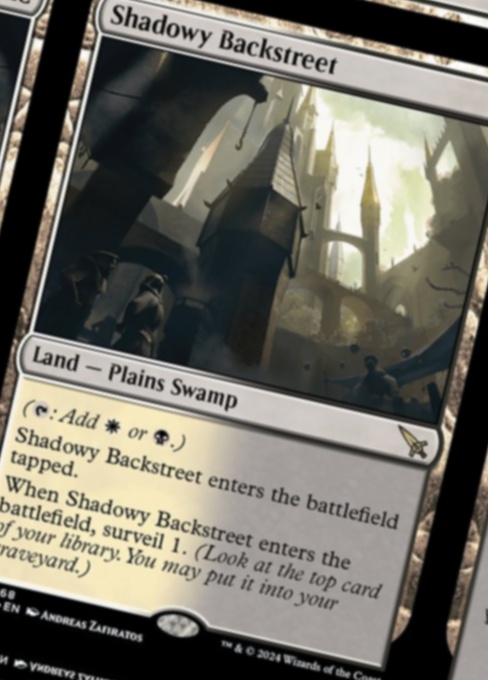 Shadowy Backstreet
Land — Plains Swamp
( : Add or .)
Shadowy Backstreet enters the battlefield
tapped.
When Shadowy Backstreet enters the
battlefield, surveil 1. (Look at the top card
of your library. You may put it into your
graveyard.)
68
EN ANDREAS ZAFIRATOS
™ & © 2024 Wizards of the Coast